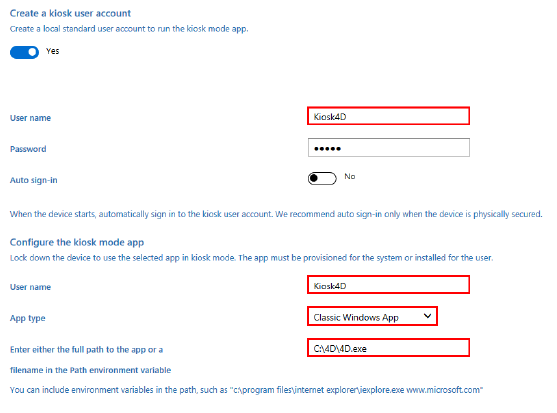 Create a kiosk user account
Create a local standard user account to run the kiosk mode app.
Yes
User name
Kiosk4D
Password
●●●●●
Auto sign-in
No
When the device starts, automatically sign in to the kiosk user account. We recommend auto sign-in only when the device is physically secured.
Configure the kiosk mode app
Lock down the device to use the selected app in kiosk mode. The app must be provisioned for the system or installed for the user.
User name
Kiosk4D
App type
Classic Windows App
Enter either the full path to the app or a
C:\4D\4D.exe
filename in the Path environment variable
You can include environment variables in the path, such as "c:\program files\internet explorer\iexplore.exe www.microsoft.com"